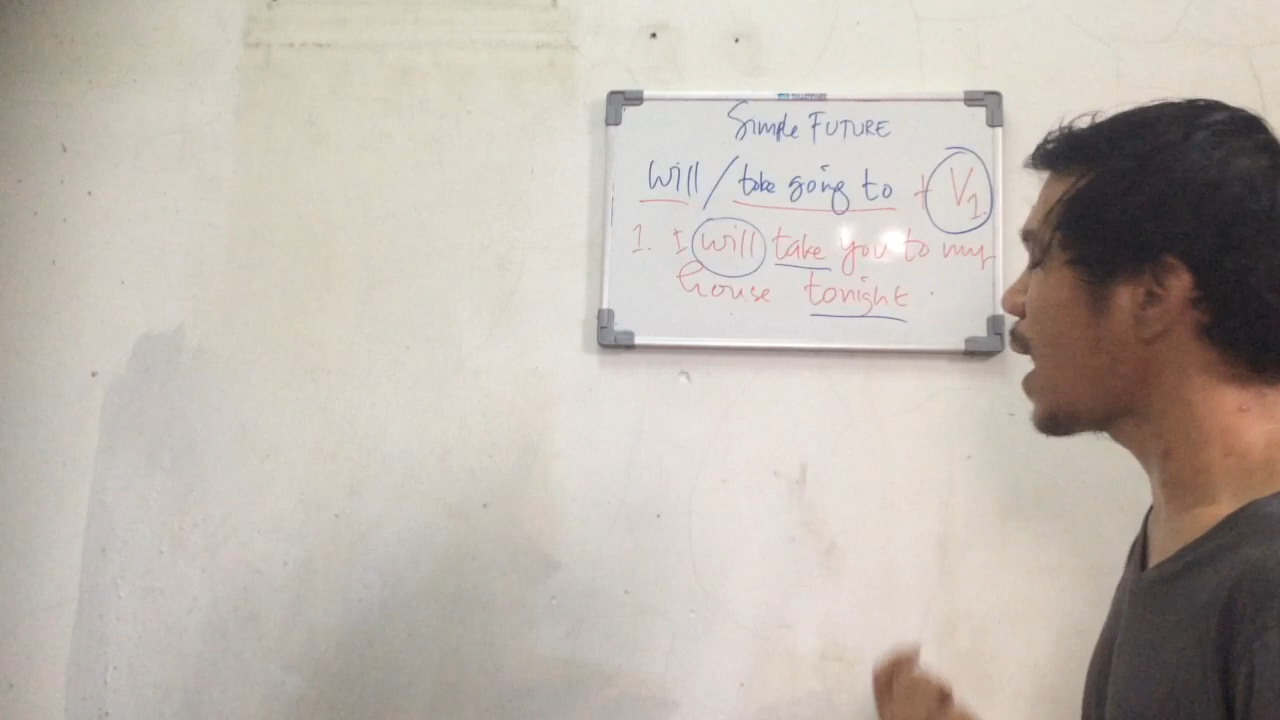 Simple FUTURE
will / tobe going to + V1
1. I will take you to my
house tonight.